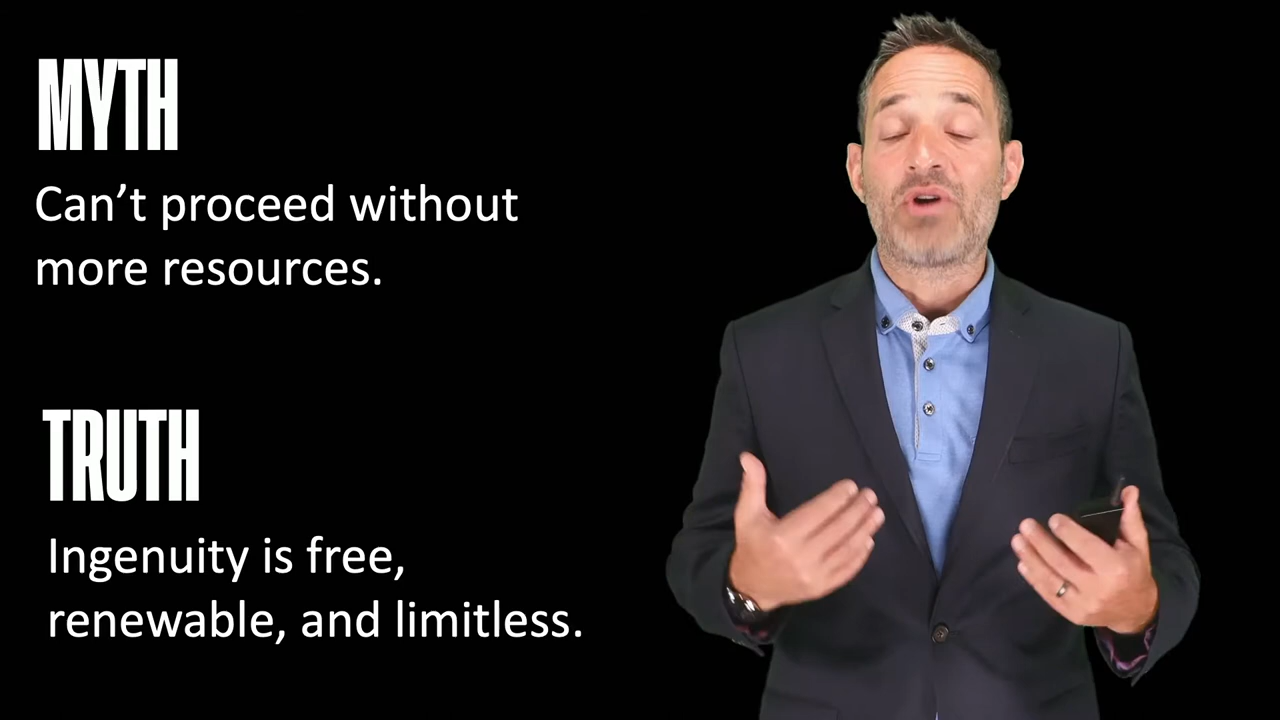 MYTH
Can’t proceed without
more resources.
TRUTH
Ingenuity is free,
renewable, and limitless.